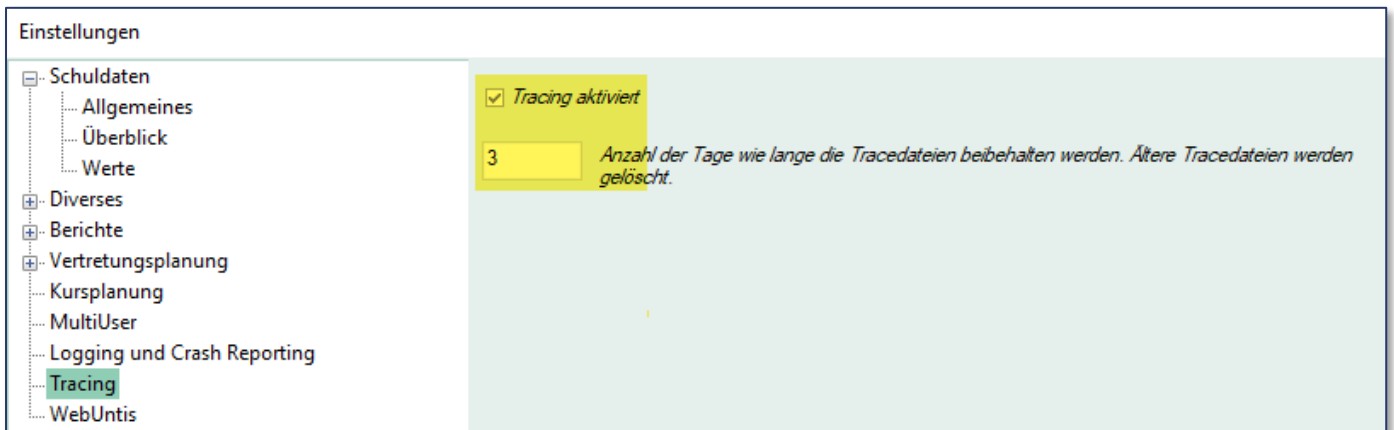 Einstellungen
Schuldaten
Allgemeines
Überblick
Werte
Diverses
Berichte
Vertretungsplanung
Kursplanung
MultiUser
Logging und Crash Reporting
Tracing
WebUntis
Tracing aktiviert
3
Anzahl der Tage wie lange die Tracedateien beibehalten werden. Ältere Tracedateien werden
gelöscht.